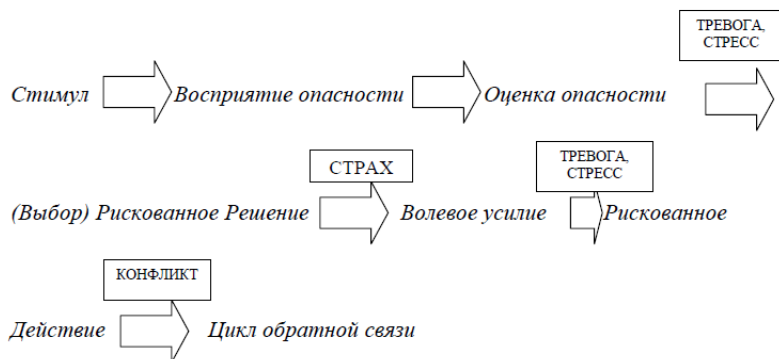 ТРЕВОГА,
СТРЕСС
Стимул Восприятие опасности Оценка опасности
СТРАХ
ТРЕВОГА,
СТРЕСС
(Выбор) Рискованное Решение Волевое усилие Рискованное
КОНФЛИКТ
Действие Цикл обратной связи